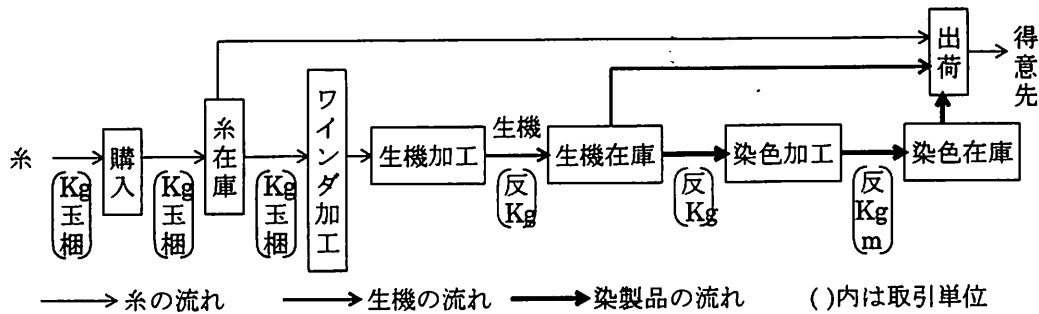 糸
(Kg 玉 梱)
購入
(Kg 玉 梱)
糸在庫
(Kg 玉 梱)
ワインダ加工
生機加工
生機
(反 Kg)
生機在庫
(反 Kg)
染色加工
(反 Kg m)
染色在庫
出荷
得意先
糸の流れ
生機の流れ
染製品の流れ
( )内は取引単位